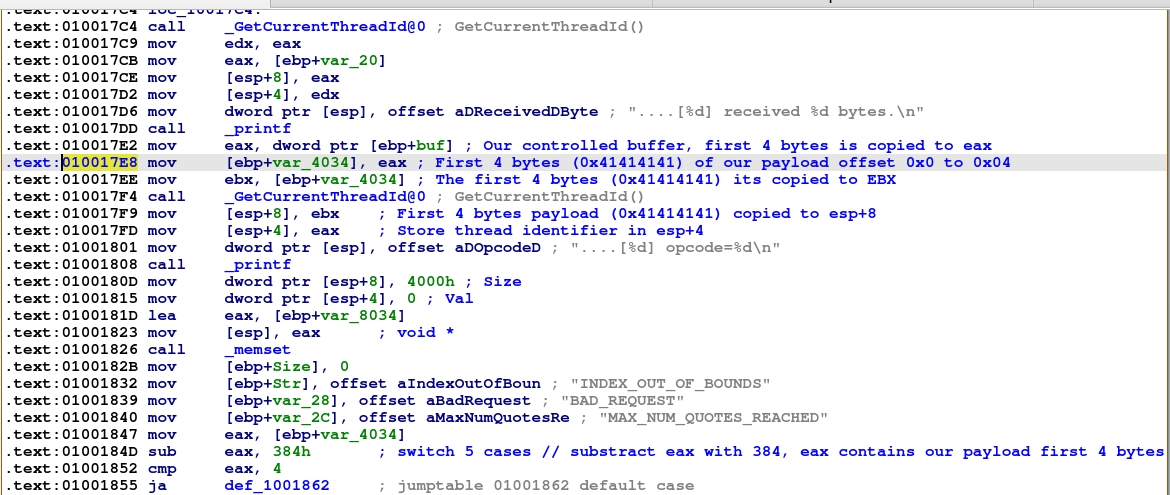 .text:010017C4 loc_10017C4:
.text:010017C4 call _GetCurrentThreadId@0 ; GetCurrentThreadId()
.text:010017C9 mov edx, eax
.text:010017CB mov eax, [ebp+var_20]
.text:010017CE mov [esp+8], eax
.text:010017D2 mov [esp+4], edx
.text:010017D6 mov dword ptr [esp], offset aDReceivedDByte ; "....[%d] received %d bytes.\n"
.text:010017DD call _printf
.text:010017E2 mov eax, dword ptr [ebp+buf] ; Our controlled buffer, first 4 bytes is copied to eax
.text:010017E8 mov [ebp+var_4034], eax ; First 4 bytes (0x41414141) of our payload offset 0x0 to 0x04
.text:010017EE mov ebx, [ebp+var_4034] ; The first 4 bytes (0x41414141) its copied to EBX
.text:010017F4 call _GetCurrentThreadId@0 ; GetCurrentThreadId()
.text:010017F9 mov [esp+8], ebx ; First 4 bytes payload (0x41414141) copied to esp+8
.text:010017FD mov [esp+4], eax ; Store thread identifier in esp+4
.text:01001801 mov dword ptr [esp], offset aDOpcodeD ; "....[%d] opcode=%d\n"
.text:01001808 call _printf
.text:0100180D mov dword ptr [esp+8], 4000h ; Size
.text:01001815 mov dword ptr [esp+4], 0 ; Val
.text:0100181D lea eax, [ebp+var_8034]
.text:01001823 mov [esp], eax ; void *
.text:01001826 call _memset
.text:0100182B mov [ebp+Size], 0
.text:01001832 mov [ebp+Str], offset aIndexOutOfBoun ; "INDEX_OUT_OF_BOUNDS"
.text:01001839 mov [ebp+var_28], offset aBadRequest ; "BAD_REQUEST"
.text:01001840 mov [ebp+var_2C], offset aMaxNumQuotesRe ; "MAX_NUM_QUOTES_REACHED"
.text:01001847 mov eax, [ebp+var_4034]
.text:0100184D sub eax, 384h ; switch 5 cases // substract eax with 384, eax contains our payload first 4 bytes
.text:01001852 cmp eax, 4
.text:01001855 ja def_1001862 ; jumptable 01001862 default case